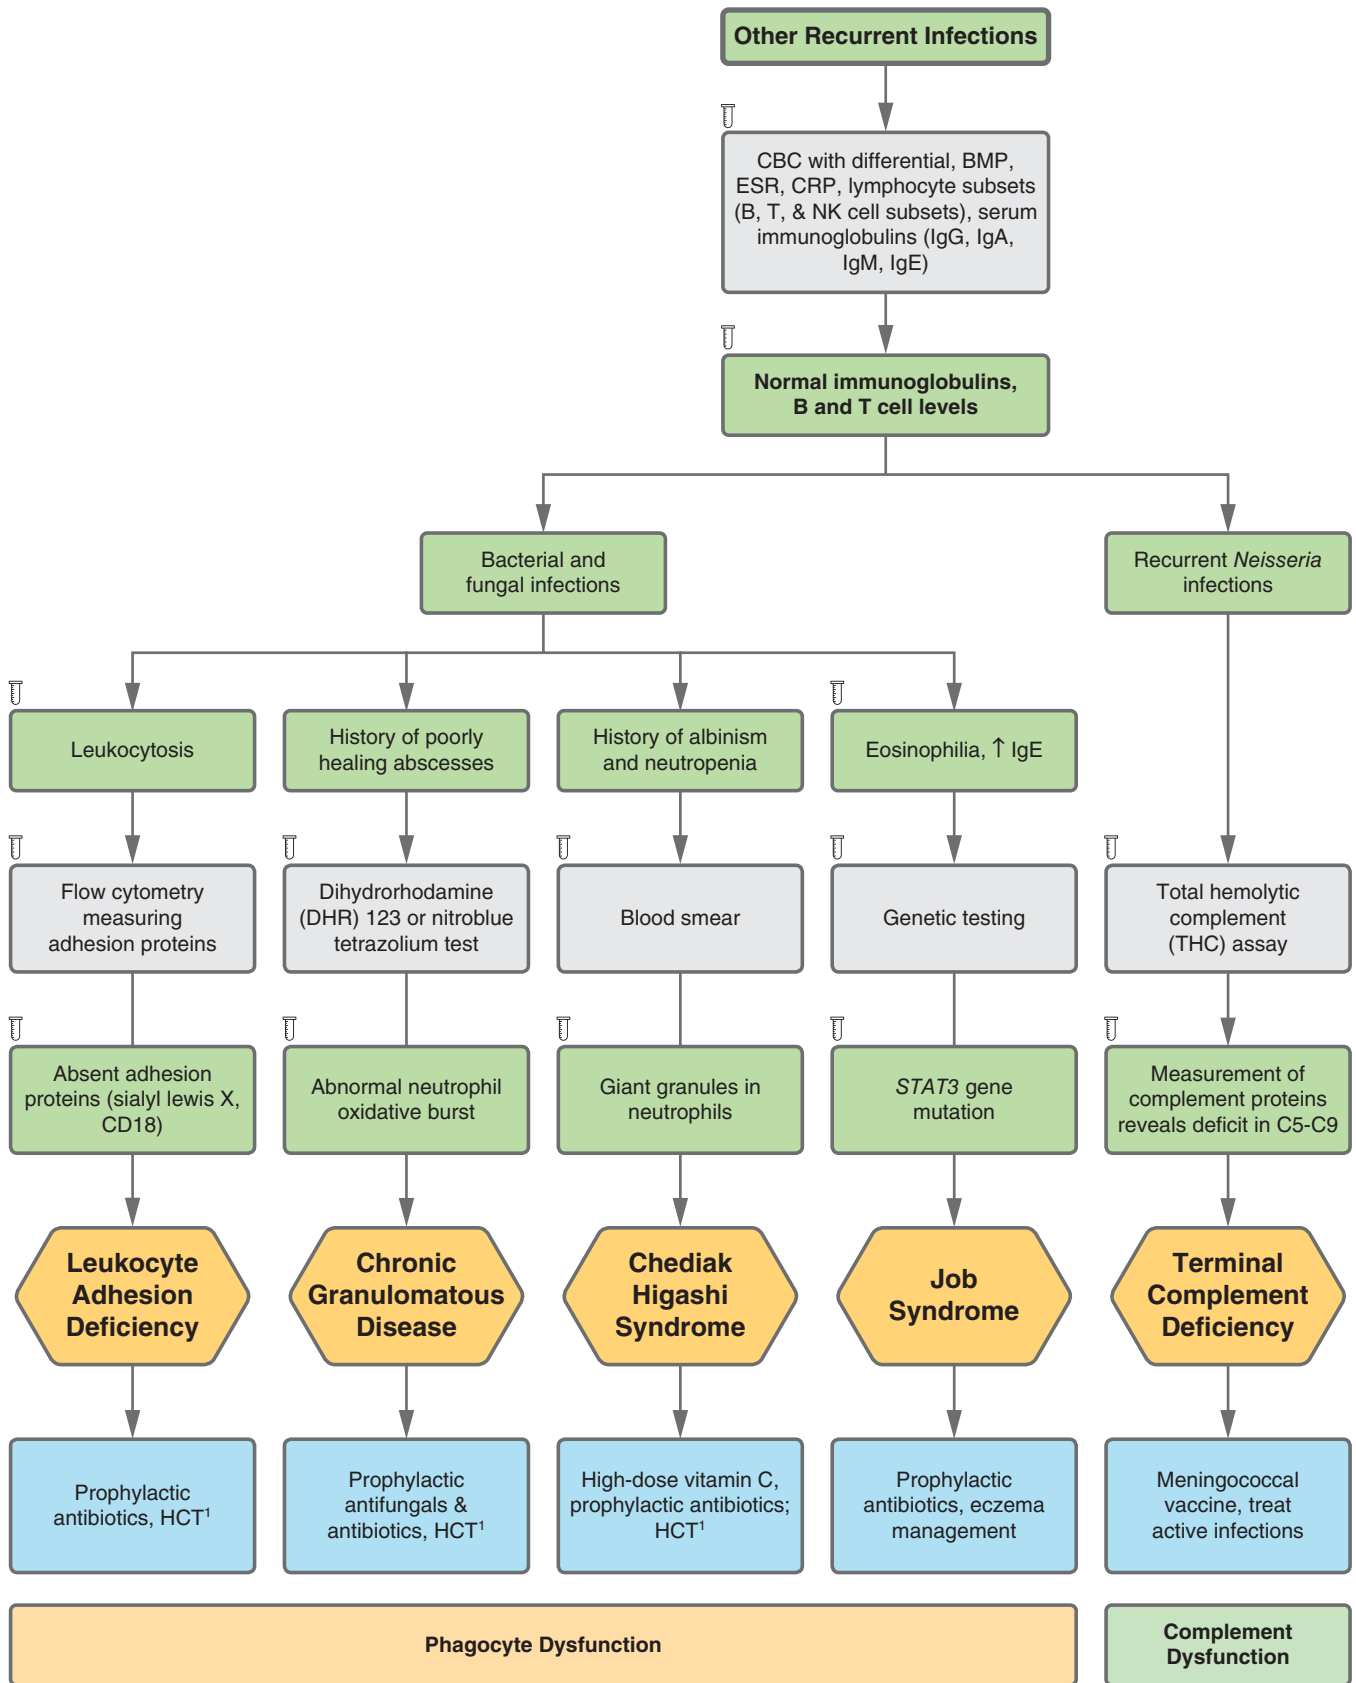 Other Recurrent Infections
CBC with differential, BMP,
ESR, CRP, lymphocyte subsets
(B, T, & NK cell subsets), serum
immunoglobulins (IgG, IgA,
IgM, IgE)
Normal immunoglobulins,
B and T cell levels
Bacterial and
fungal infections
Recurrent Neisseria
infections
Leukocytosis
History of poorly
healing abscesses
History of albinism
and neutropenia
Eosinophilia, ↑ IgE
Flow cytometry
measuring
adhesion proteins
Dihydrorhodamine
(DHR) 123 or nitroblue
tetrazolium test
Blood smear
Genetic testing
Total hemolytic
complement
(THC) assay
Absent adhesion
proteins (sialyl lewis X,
CD18)
Abnormal neutrophil
oxidative burst
Giant granules in
neutrophils
STAT3 gene
mutation
Measurement of
complement proteins
reveals deficit in C5-C9
Leukocyte
Adhesion
Deficiency
Chronic
Granulomatous
Disease
Chediak
Higashi
Syndrome
Job
Syndrome
Terminal
Complement
Deficiency
Prophylactic
antibiotics, HCT¹
Prophylactic
antifungals &
antibiotics, HCT¹
High-dose vitamin C,
prophylactic antibiotics;
HCT¹
Prophylactic
antibiotics, eczema
management
Meningococcal
vaccine, treat
active infections
Phagocyte Dysfunction
Complement
Dysfunction